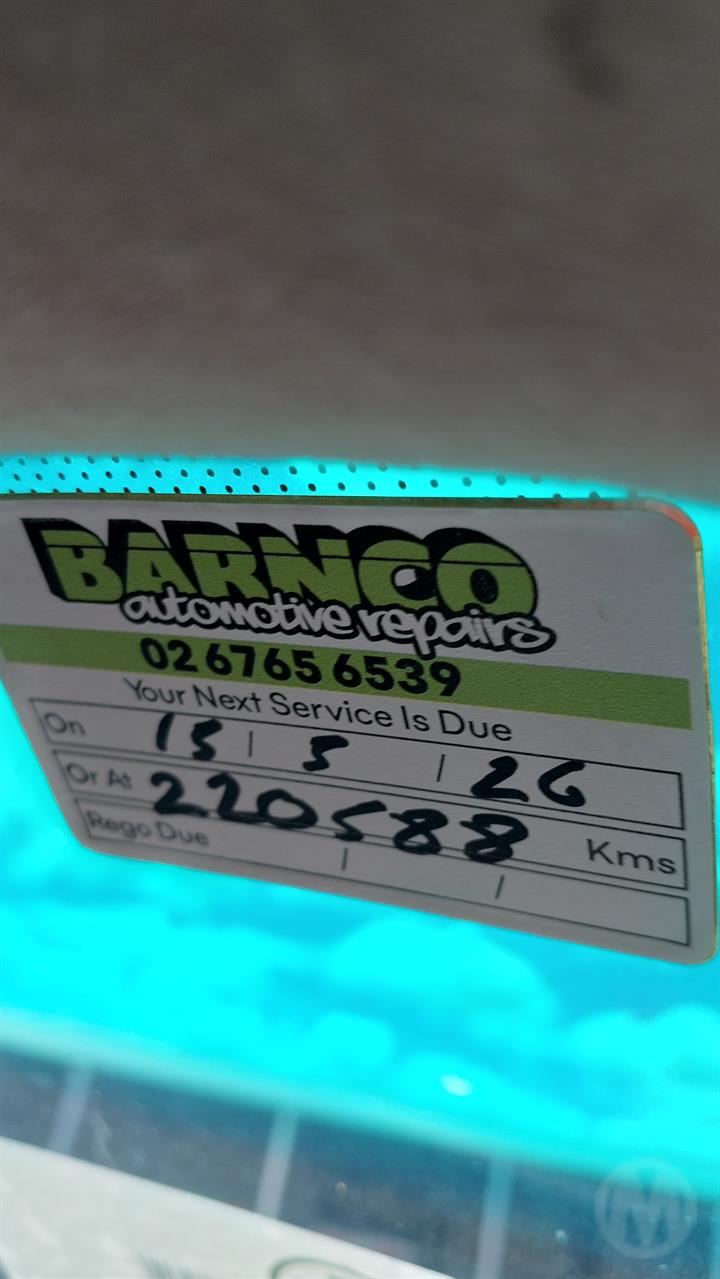 BARNCO
automotive repairs
02 6765 6539
Your Next Service Is Due
On 15 / 5 / 26
Or At 220588 Kms
Rego Due / /
M